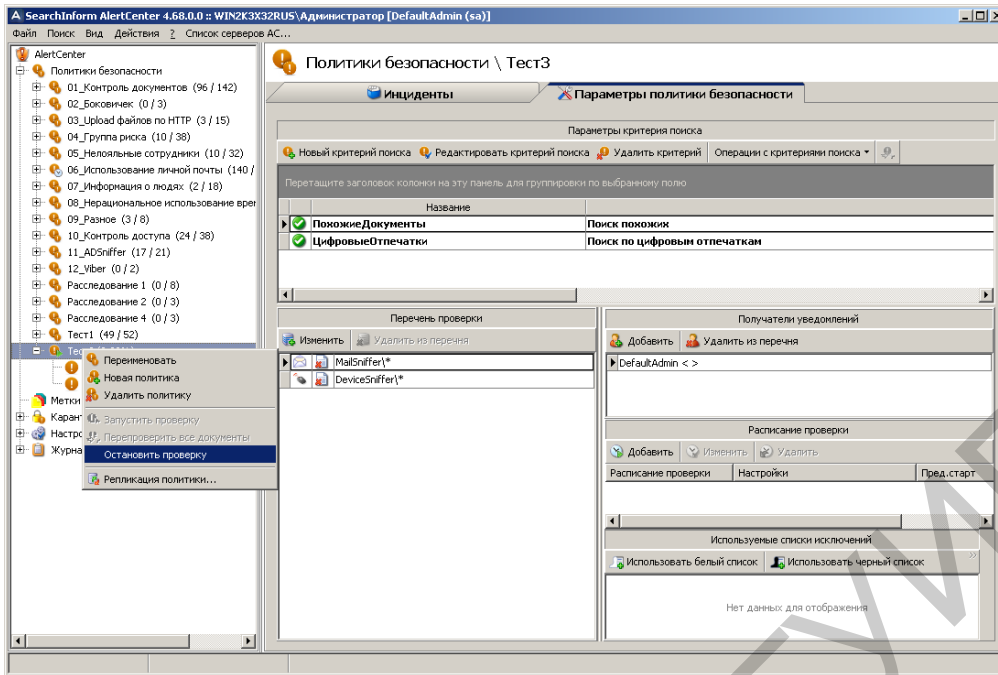 SearchInform AlertCenter 4.68.0.0 :: WIN2K3X32RUS\Администратор [DefaultAdmin (sa)]
Файл Поиск Вид Действия ? Список серверов AC...
AlertCenter
Политики безопасности
01_Контроль документов (96 / 142)
02_Боковичек (0 / 3)
03_Upload файлов по HTTP (3 / 15)
04_Группа риска (10 / 38)
05_Нелояльные сотрудники (10 / 32)
06_Использование личной почты (140 /
07_Информация о людях (2 / 18)
08_Нерациональное использование врем
09_Разное (3 / 8)
10_Контроль доступа (24 / 38)
11_ADSniffer (17 / 21)
12_Viber (0 / 2)
Расследование 1 (0 / 8)
Расследование 2 (0 / 3)
Расследование 4 (0 / 3)
Тест1 (49 / 52)
Метки
Каран
Настро
Журна
Переименовать
Новая политика
Удалить политику
Запустить проверку
Перепроверить все документы
Остановить проверку
Репликация политики...
Политики безопасности \ Тест3
Инциденты Параметры политики безопасности
Параметры критерия поиска
Новый критерий поиска Редактировать критерий поиска Удалить критерий Операции с критериями поиска
Перетащите заголовок колонки на эту панель для группировки по выбранному полю
Название
ПохожиеДокументы Поиск похожих
ЦифровыеОтпечатки Поиск по цифровым отпечаткам
Перечень проверки
Изменить Удалить из перечня
MailSniffer\*
DeviceSniffer\*
Получатели уведомлений
Добавить Удалить из перечня
DefaultAdmin < >
Расписание проверки
Добавить Изменить Удалить
Расписание проверки Настройки Пред.старт
Используемые списки исключений
Использовать белый список Использовать черный список
Нет данных для отображения